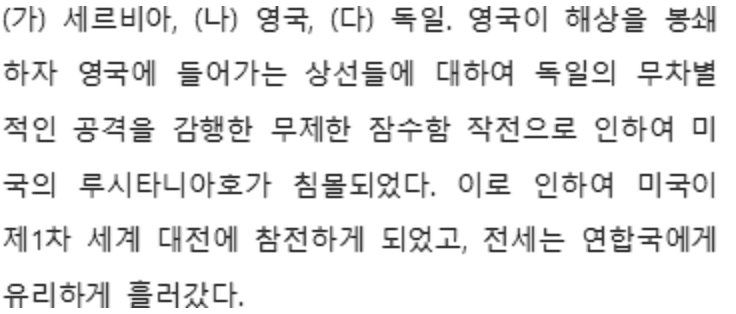 (가) 세르비아, (나) 영국, (다) 독일. 영국이 해상을 봉쇄
하자 영국에 들어가는 상선들에 대하여 독일의 무차별
적인 공격을 감행한 무제한 잠수함 작전으로 인하여 미
국의 루시타니아호가 침몰되었다. 이로 인하여 미국이
제1차 세계 대전에 참전하게 되었고, 전세는 연합국에게
유리하게 흘러갔다.